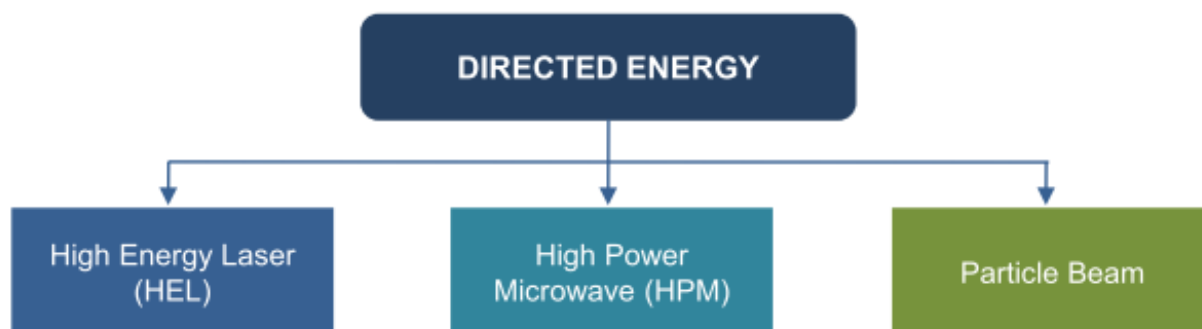 DIRECTED ENERGY
High Energy Laser
(HEL)
High Power
Microwave (HPM)
Particle Beam